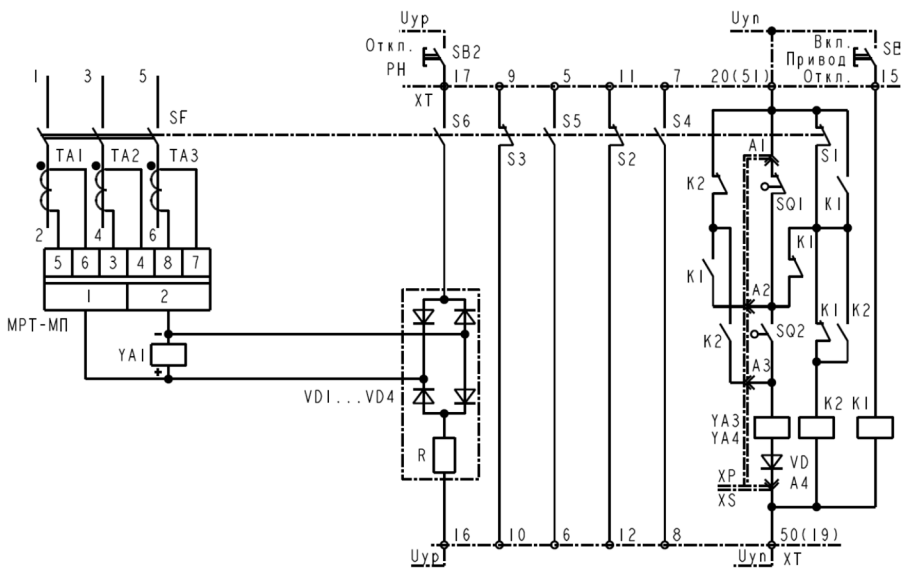 Uур
Uуп
Откл.
SB2
РН
Вкл.
Привод
Откл.
SB
17
9
5
11
7
20(51)
15
XT
1
3
5
SF
S6
S3
S5
S2
S4
A1
S1
TA1
TA2
TA3
K2
SQ1
K1
2
4
6
K1
K1
5
6
3
4
8
7
1
2
МРТ-МП
A2
K1
K2
SQ2
K2
-
YA1
+
A3
VD1...VD4
YA3
YA4
K2
K1
R
VD
XP
A4
XS
16
10
6
12
8
50(19)
Uур
Uуп
XT